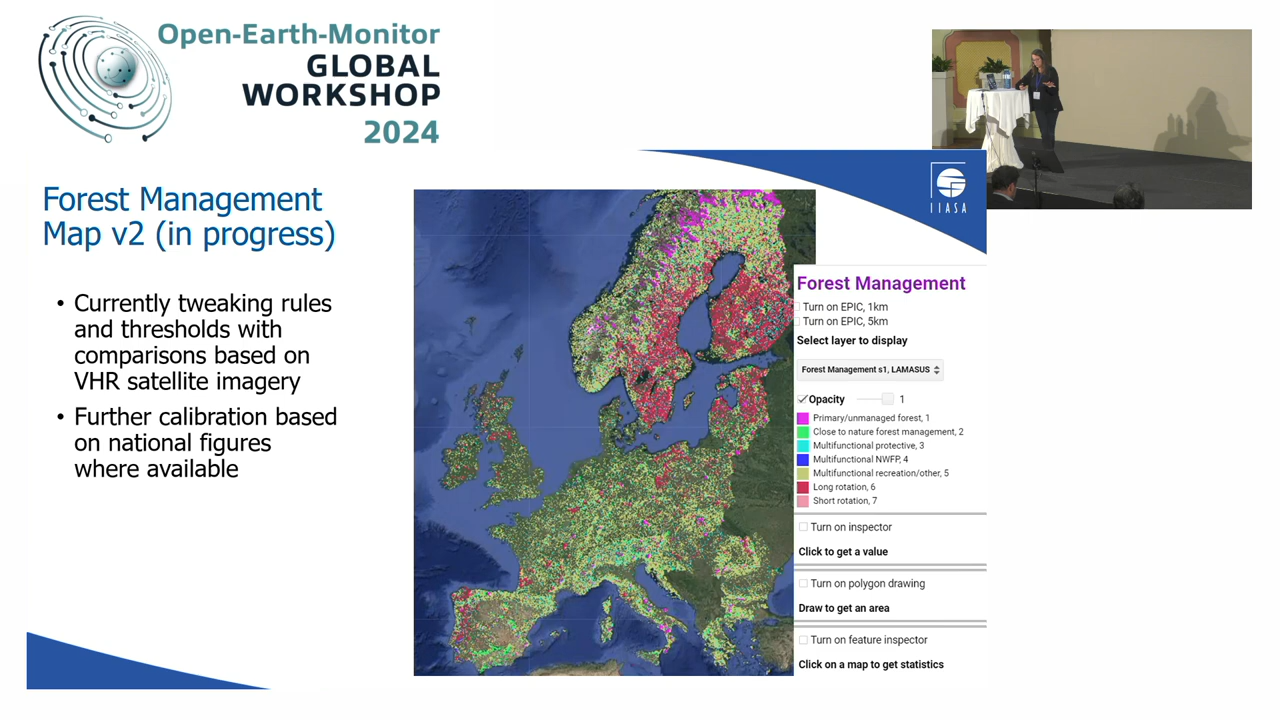 Open-Earth-Monitor
GLOBAL
WORKSHOP
2024
IIASA
Forest Management
Map v2 (in progress)
• Currently tweaking rules
and thresholds with
comparisons based on
VHR satellite imagery
• Further calibration based
on national figures
where available
Forest Management
Turn on EPIC, 1km
Turn on EPIC, 5km
Select layer to display
Forest Management s1, LAMASUS
Opacity 1
Primary/unmanaged forest, 1
Close to nature forest management, 2
Multifunctional protective, 3
Multifunctional NWFP, 4
Multifunctional recreation/other, 5
Long rotation, 6
Short rotation, 7
Turn on inspector
Click to get a value
Turn on polygon drawing
Draw to get an area
Turn on feature inspector
Click on a map to get statistics